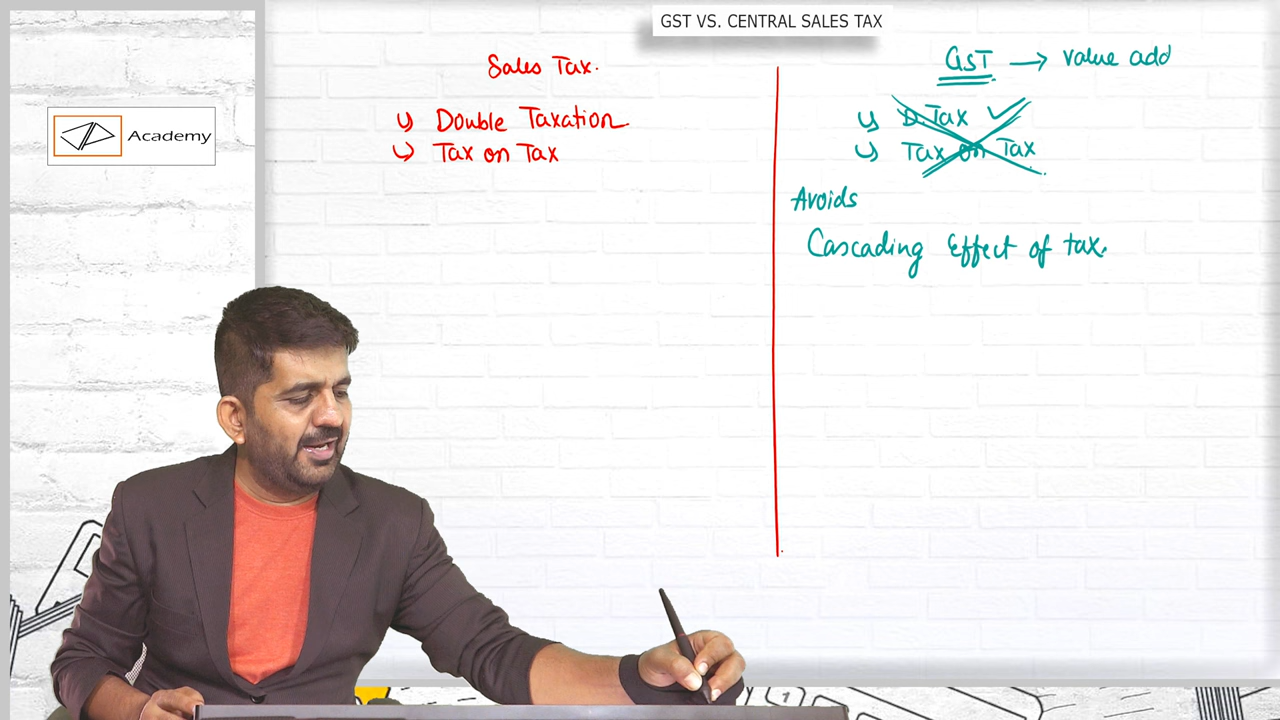 GST VS. CENTRAL SALES TAX
Academy
Sales Tax.
Double Taxation
Tax on Tax
GST → Value add
D Tax ✓
Tax on Tax
Avoids
Cascading Effect of tax.
1